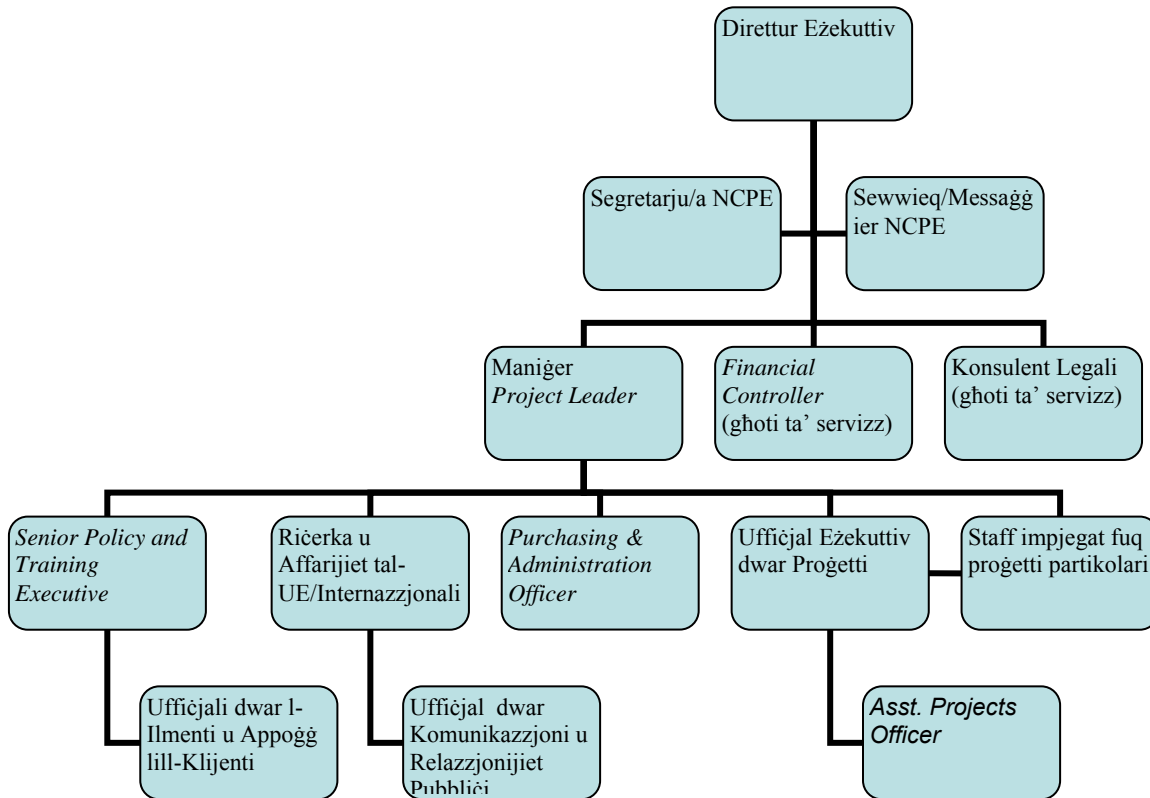 Direttur Eżekuttiv
Segretarju/a NCPE
Sewwieq/Messaġġ
ier NCPE
Maniġer
Project Leader
Financial
Controller
(għoti ta’ servizz)
Konsulent Legali
(għoti ta’ servizz)
Senior Policy and
Training
Executive
Riċerka u
Affarijiet tal-
UE/Internazzjonali
Purchasing &
Administration
Officer
Uffiċjal Eżekuttiv
dwar Proġetti
Staff impjegat fuq
proġetti partikolari
Uffiċjali dwar l-
Ilmenti u Appoġġ
lill-Klijenti
Uffiċjal  dwar
Komunikazzjoni u
Relazzjonijiet
Pubbliċi
Asst. Projects
Officer